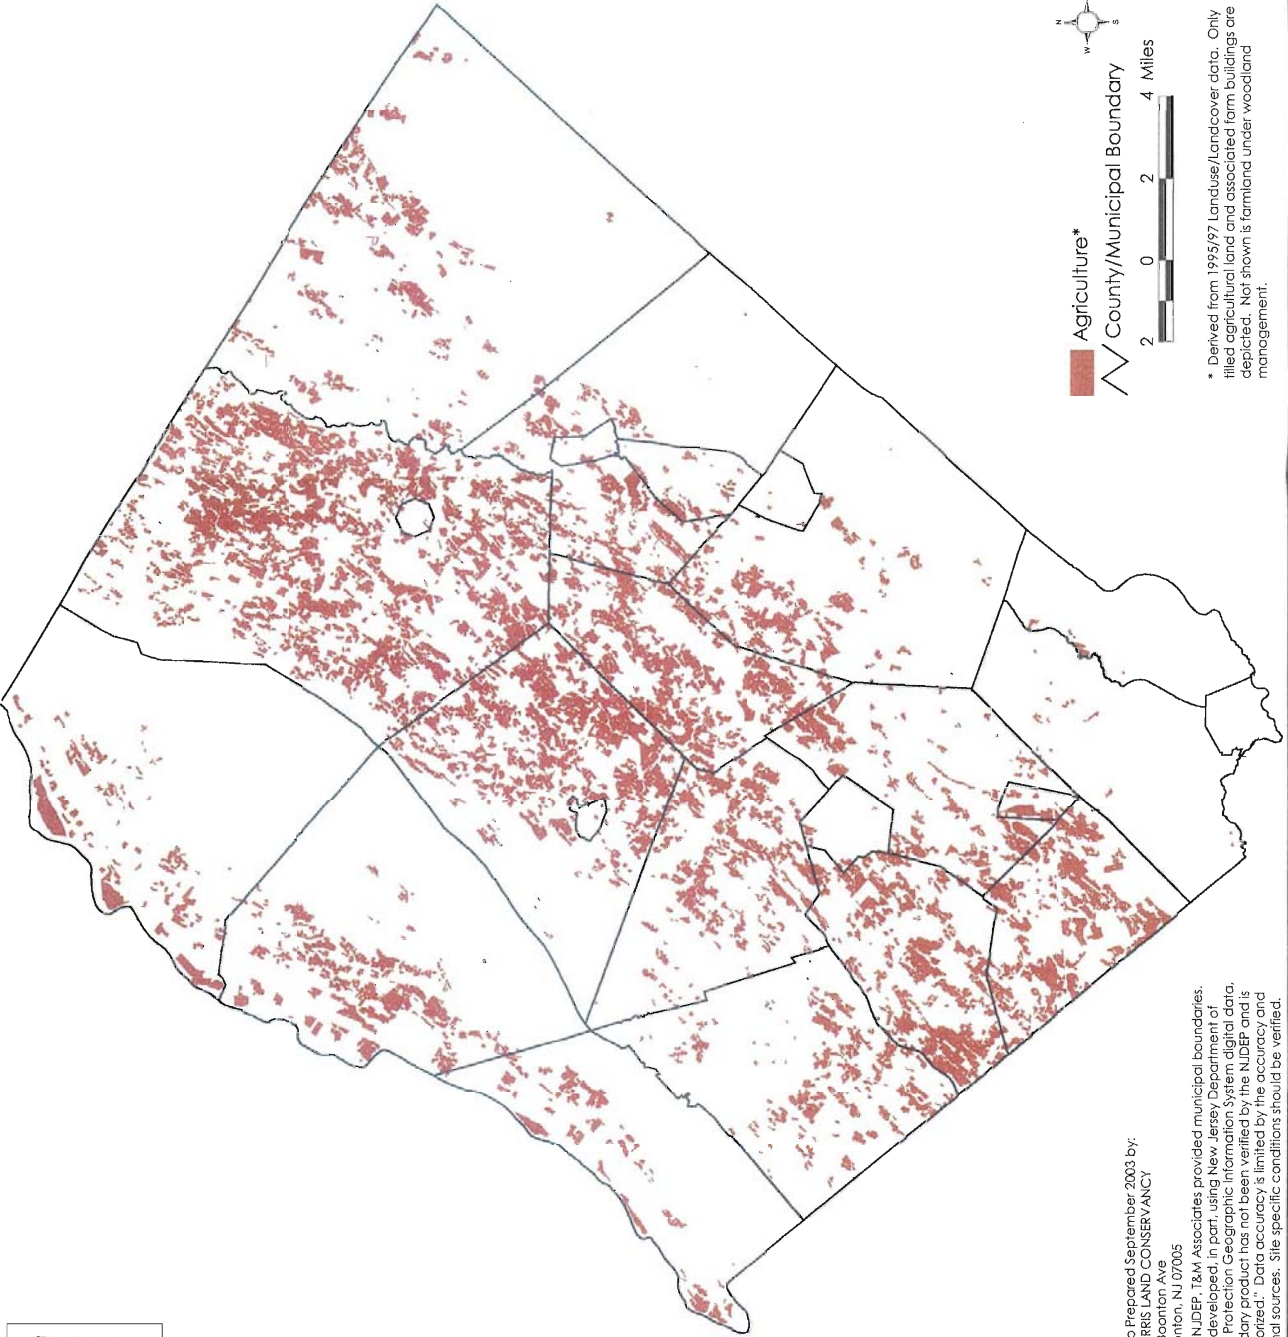 N
W
S
Agriculture*
County/Municipal Boundary
2 0 2 4 Miles
* Derived from 1995/97 Landuse/Landcover data. Only
tilled agricultural land and associated farm buildings are
depicted. Not shown is farmland under woodland
management.
Prepared September 2003 by:
RRIS LAND CONSERVANCY
oonton Ave
nton, NJ 07005
NJDEP, T&M Associates provided municipal boundaries.
developed, in part, using New Jersey Department of
Protection Geographic Information System digital data,
dary product has not been verified by the NJDEP and is
orized." Data accuracy is limited by the accuracy and
al sources. Site specific conditions should be verified.